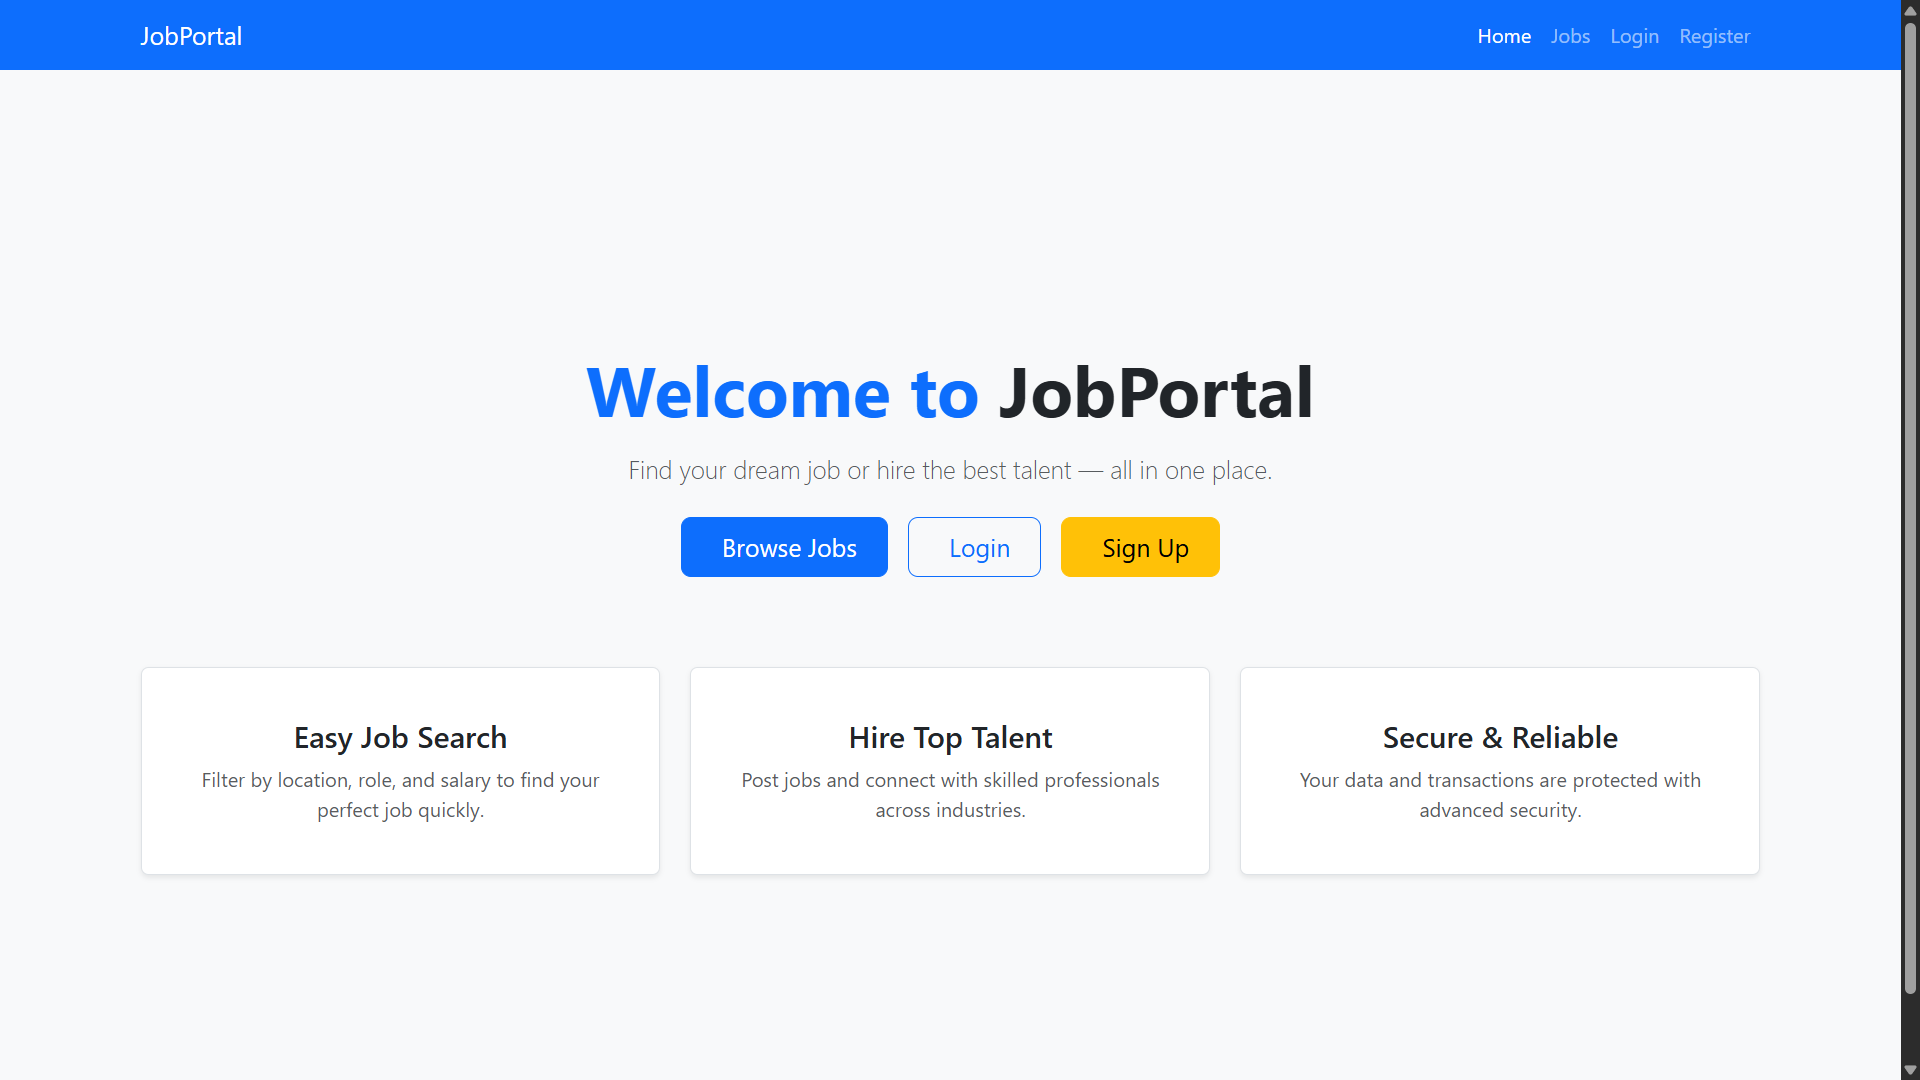 JobPortal
Home Jobs Login Register
Welcome to JobPortal
Find your dream job or hire the best talent — all in one place.
Browse Jobs Login Sign Up
Easy Job Search
Filter by location, role, and salary to find your
perfect job quickly.
Hire Top Talent
Post jobs and connect with skilled professionals
across industries.
Secure & Reliable
Your data and transactions are protected with
advanced security.